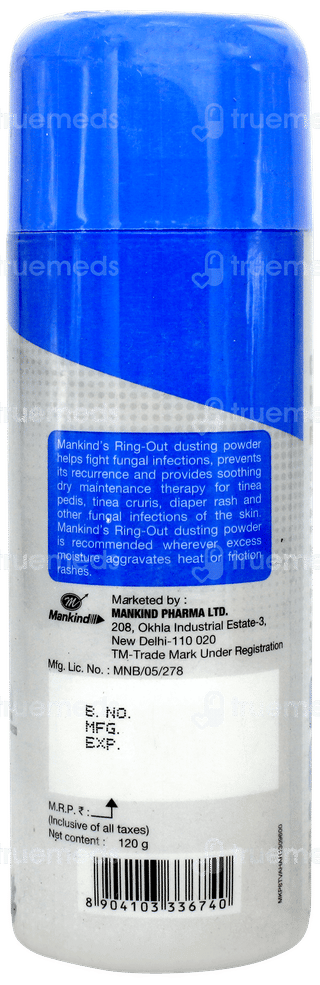 Mankind's Ring-Out dusting powder
helps fight fungal infections, prevents
its recurrence and provides soothing
dry maintenance therapy for tinea
pedis, tinea cruris, diaper rash and
other fungal infections of the skin.
Mankind's Ring-Out dusting powder
is recommended wherever excess
moisture aggravates heat or friction
rashes.
Mankind
Marketed by :
MANKIND PHARMA LTD.
208, Okhla Industrial Estate-3,
New Delhi-110 020
TM-Trade Mark Under Registration
Mfg. Lic. No. : MNB/05/278
B. NO.
MFG.
EXP.
M.R.P. ₹ :
(Inclusive of all taxes)
Net content : 120 g
8 904103 336740
truemeds